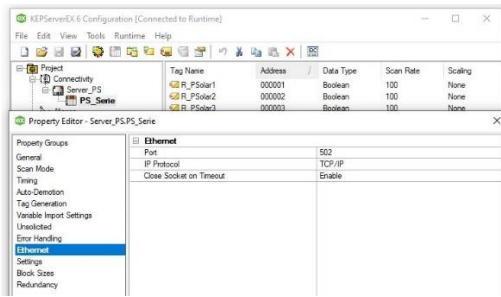 KEPServerEX 6 Configuration [Connected to Runtime]
File Edit View Tools Runtime Help
Project
Connectivity
Server_PS
PS_Serie
Tag Name Address Data Type Scan Rate Scaling
R_PSolar1 000001 Boolean 100 None
R_PSolar2 000002 Boolean 100 None
R_PSolar3 000003 Boolean 100 None
Property Editor - Server_PS.PS_Serie
Property Groups
General
Scan Mode
Timing
Auto-Demotion
Tag Generation
Variable Import Settings
Unsolicited
Error Handling
Ethernet
Settings
Block Sizes
Redundancy
Ethernet
Port 502
IP Protocol TCP/IP
Close Socket on Timeout Enable